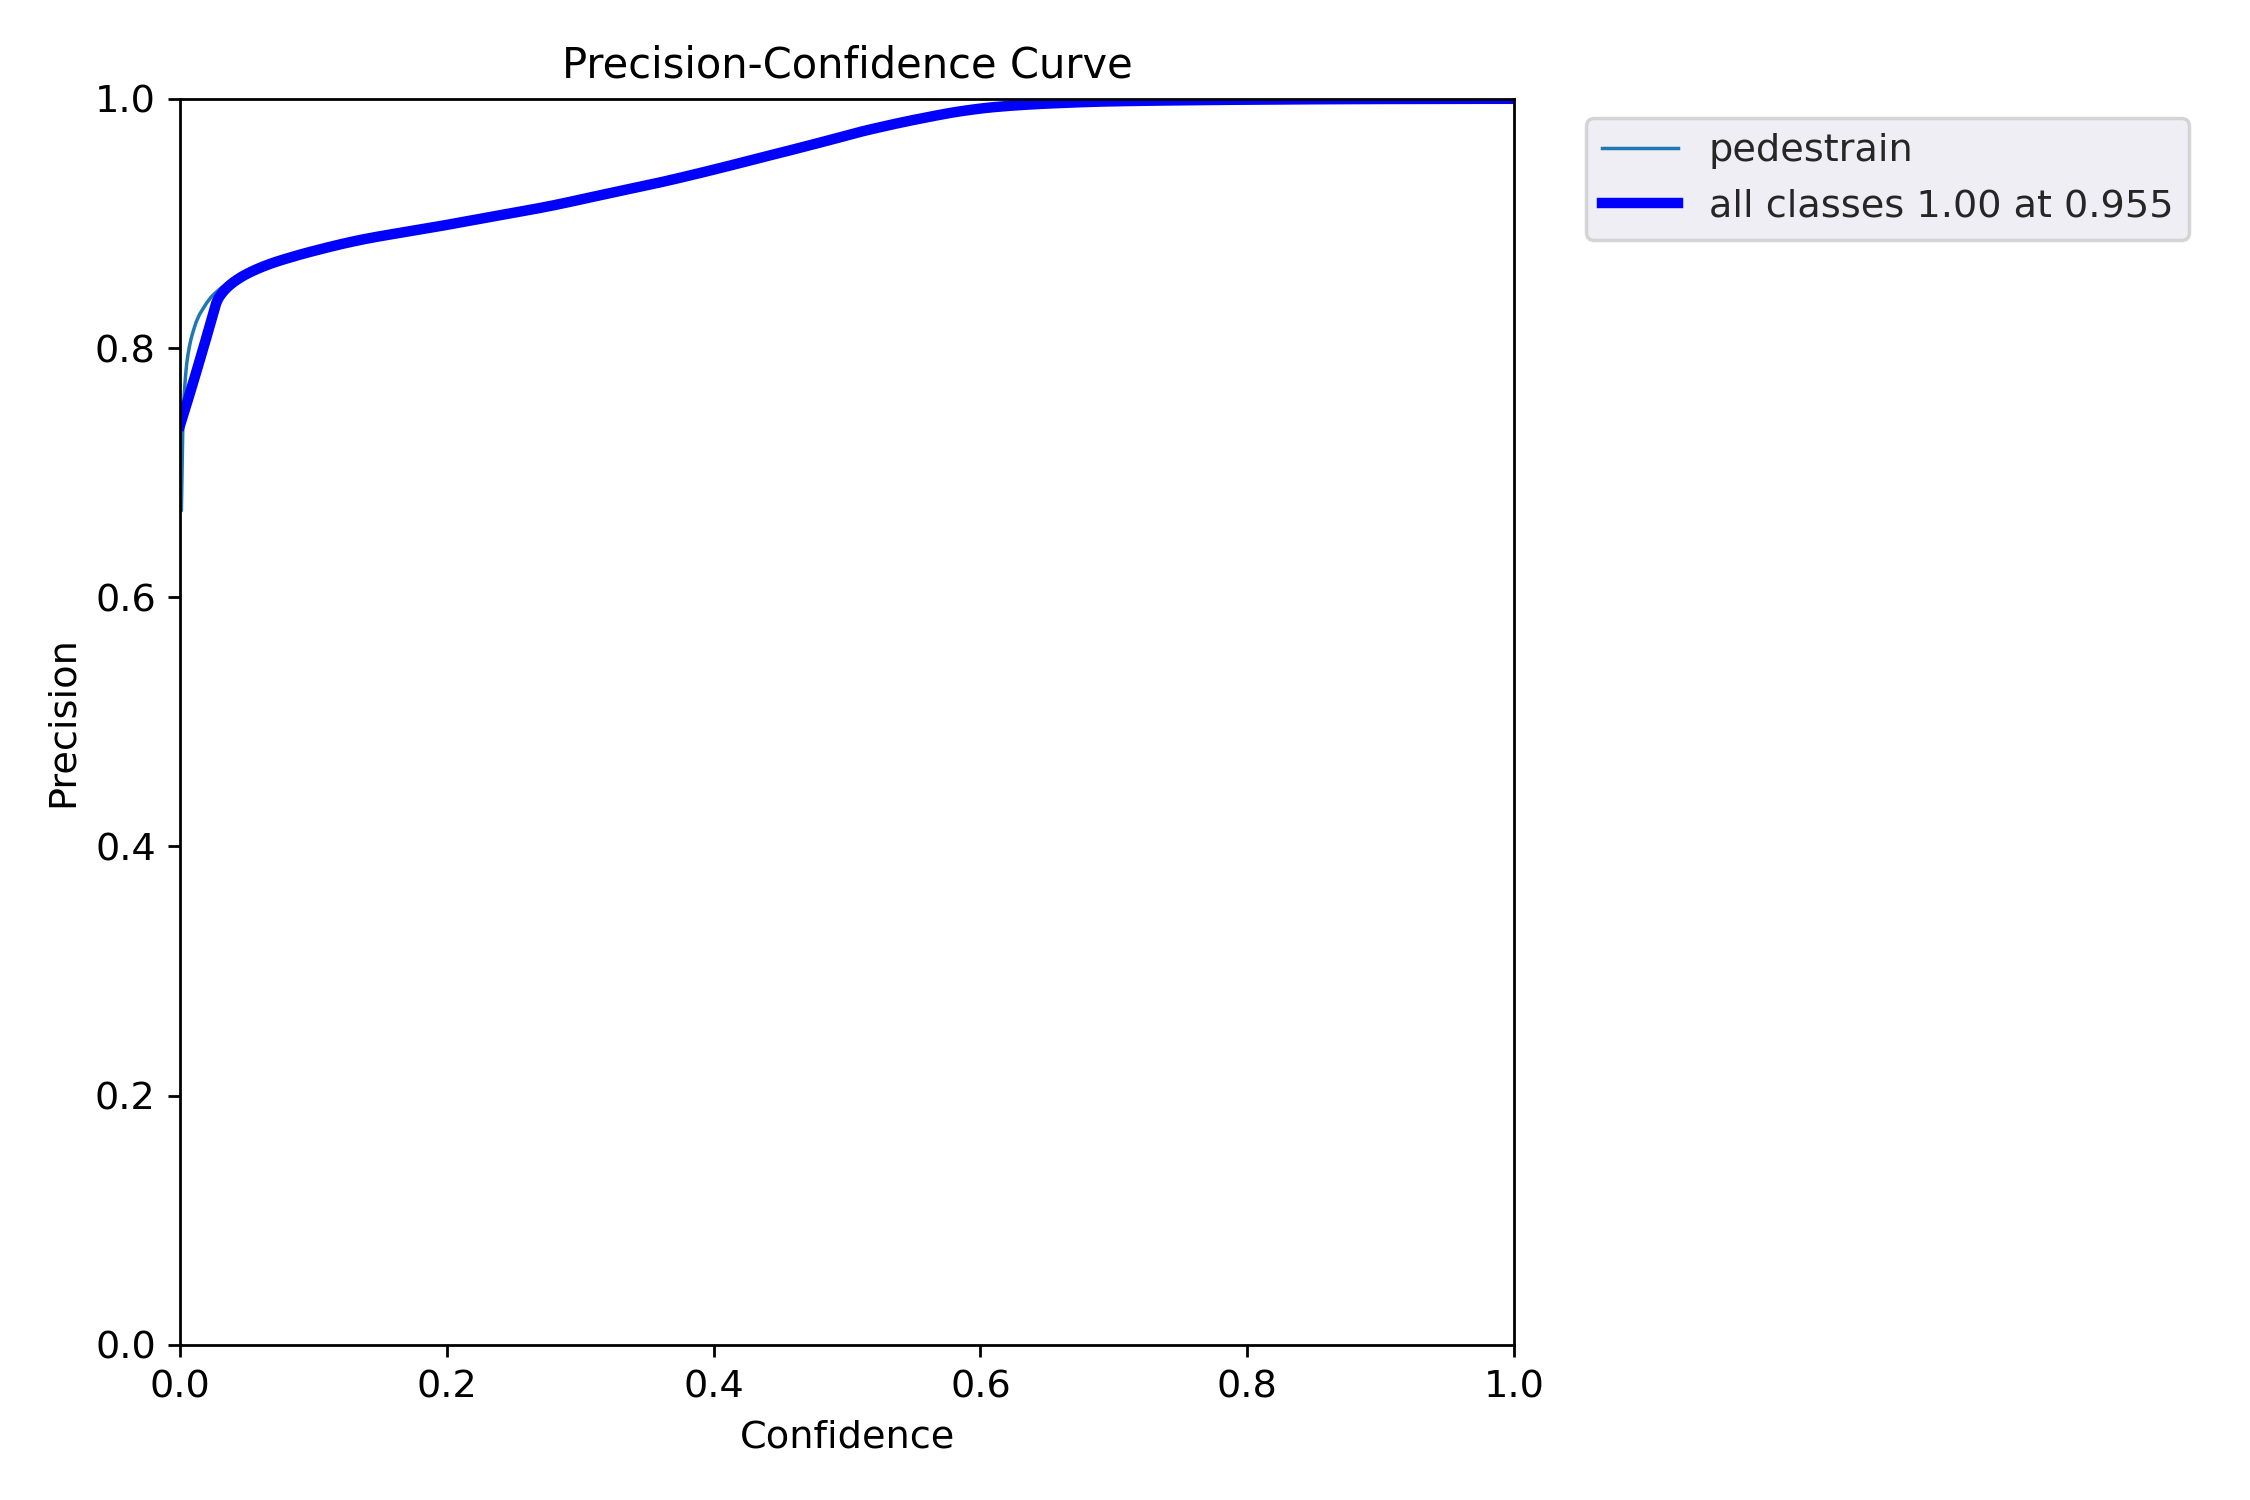 Precision-Confidence Curve
1.0
0.8
0.6
0.4
0.2
0.0
Precision
0.0 0.2 0.4 0.6 0.8 1.0
Confidence
pedestrain
all classes 1.00 at 0.955